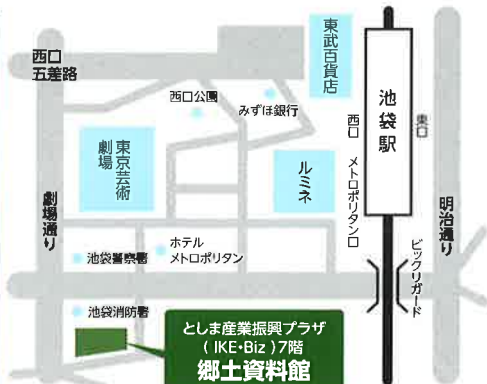 東武百貨店
西口
五差路
西口公園
みずほ銀行
池袋駅
西口
東口
メトロポリタン口
東京芸術
劇場
ルミネ
劇場通り
明治通り
池袋警察署
ホテル
メトロポリタン
ビックリガード
池袋消防署
としま産業振興プラザ
( IKE・Biz ) 7階
郷土資料館